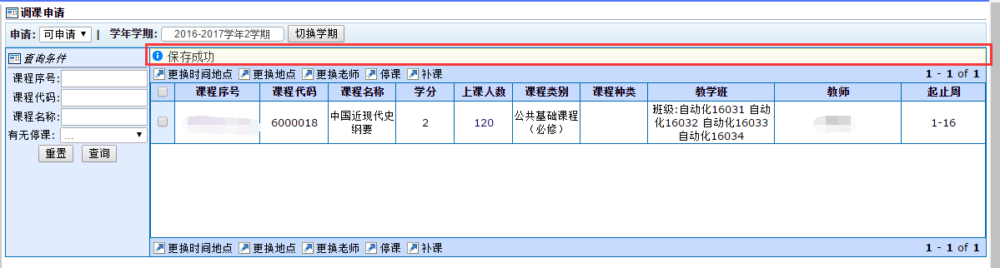 调课申请
申请: 可申请 | 学年学期: 2016-2017学年2学期 切换学期
查询条件
课程序号:
课程代码:
课程名称:
有无停课: ...
重置 查询
保存成功
更换时间地点 更换地点 更换老师 停课 补课 1 - 1 of 1
课程序号 课程代码 课程名称 学分 上课人数 课程类别 课程种类 教学班 教师 起止周
6000018 中国近现代史纲要 2 120 公共基础课程（必修） 班级:自动化16031 自动化16032 自动化16033 自动化16034 1-16
更换时间地点 更换地点 更换老师 停课 补课 1 - 1 of 1